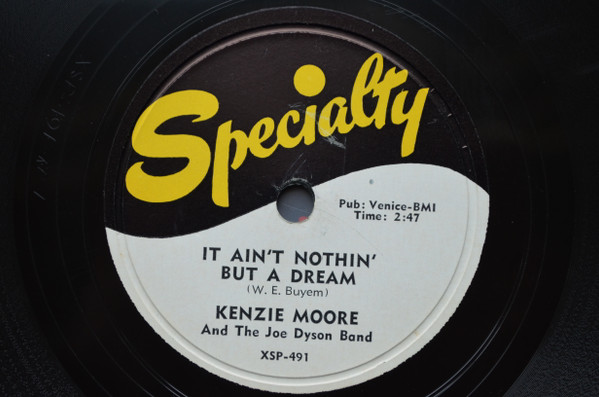 Specialty
Pub: Venice-BMI
Time: 2:47
IT AIN'T NOTHIN'
BUT A DREAM
(W. E. Buyem)
KENZIE MOORE
And The Joe Dyson Band
XSP-491